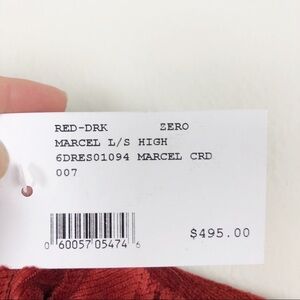 RED-DRK ZERO
MARCEL L/S HIGH
6DRES01094 MARCEL CRD
007
$495.00
0 60057 05474 6